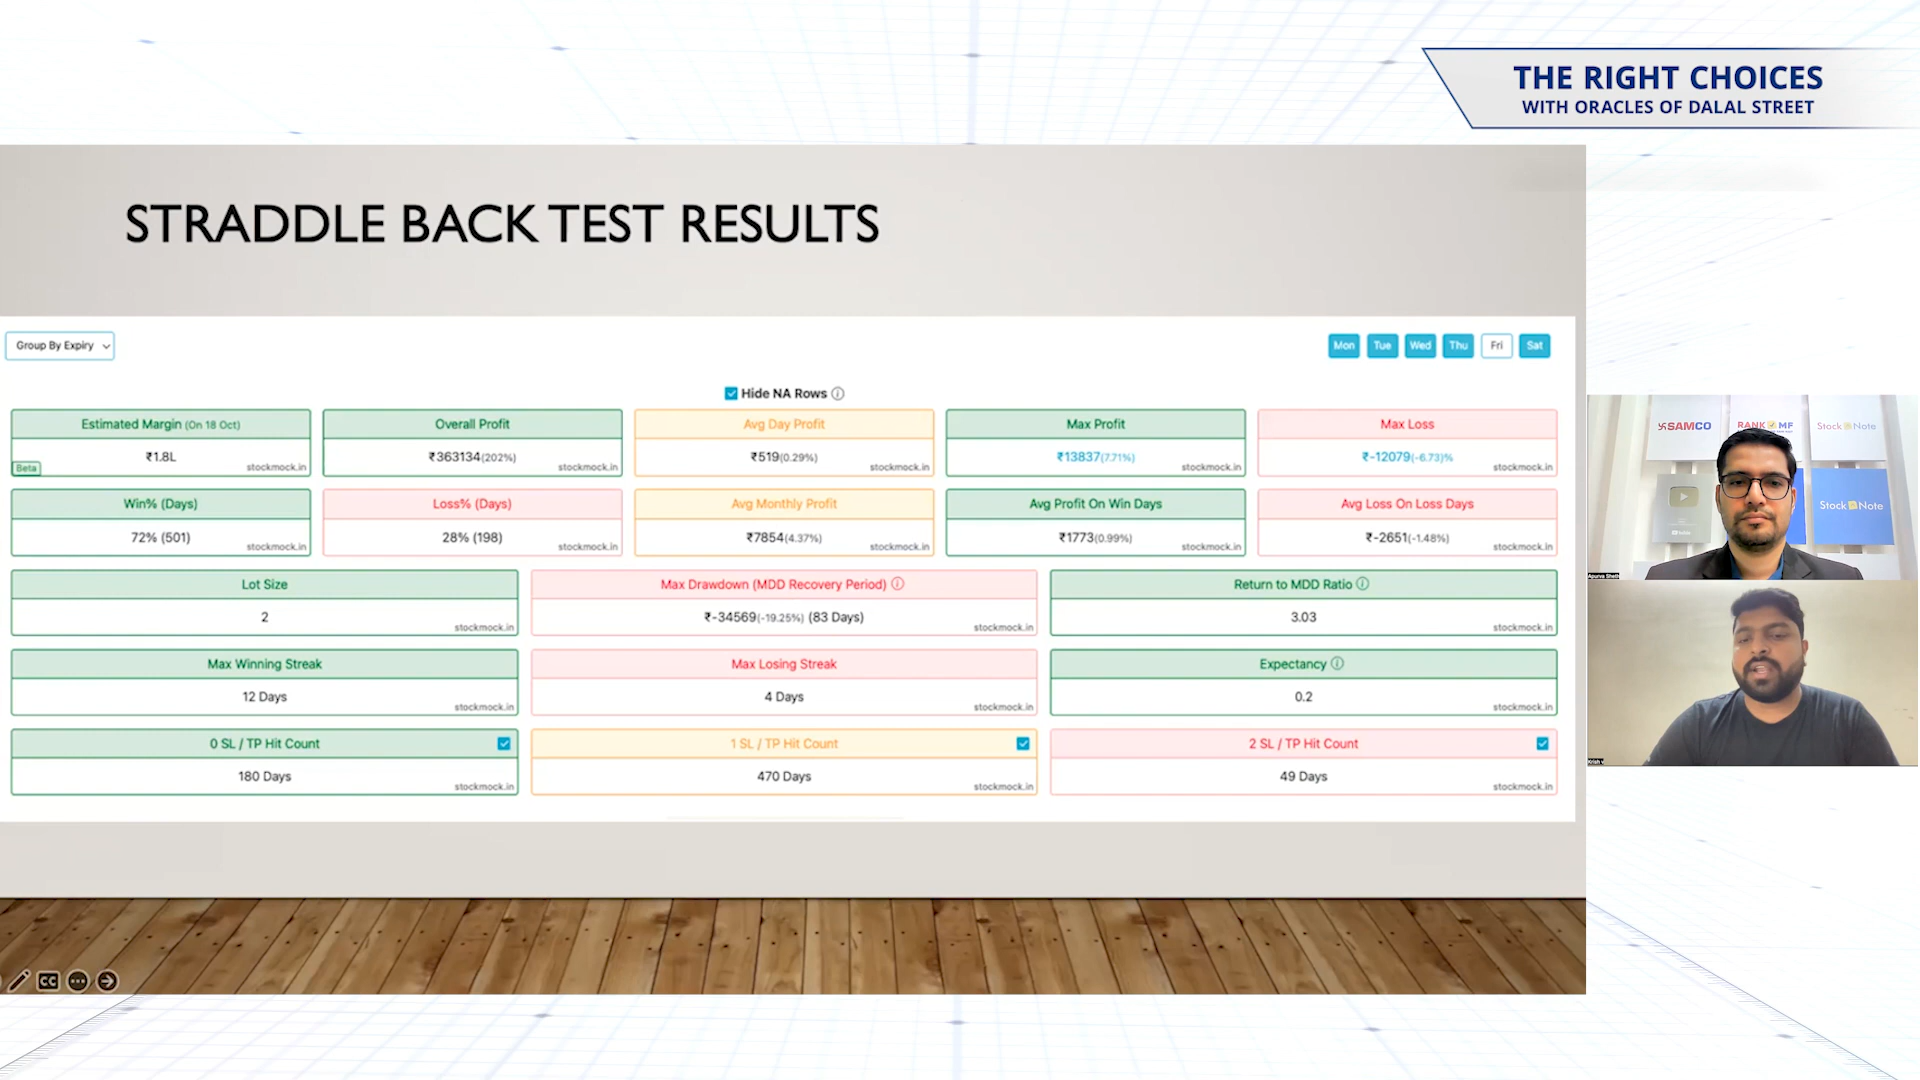 THE RIGHT CHOICES
WITH ORACLES OF DALAL STREET
STRADDLE BACK TEST RESULTS
Group By Expiry
Mon Tue Wed Thu Fri Sat
Hide NA Rows
Estimated Margin (On 18 Oct)
₹1.8L
Beta
stockmock.in
Overall Profit
₹363134(202%)
stockmock.in
Avg Day Profit
₹519(0.29%)
stockmock.in
Max Profit
₹13837(7.71%)
stockmock.in
Max Loss
₹-12079(-6.73)%
stockmock.in
Win% (Days)
72% (501)
stockmock.in
Loss% (Days)
28% (198)
stockmock.in
Avg Monthly Profit
₹7854(4.37%)
stockmock.in
Avg Profit On Win Days
₹1773(0.99%)
stockmock.in
Avg Loss On Loss Days
₹-2651(-1.48%)
stockmock.in
Lot Size
2
stockmock.in
Max Drawdown (MDD Recovery Period)
₹-34569(-19.25%) (83 Days)
stockmock.in
Return to MDD Ratio
3.03
stockmock.in
Max Winning Streak
12 Days
stockmock.in
Max Losing Streak
4 Days
stockmock.in
Expectancy
0.2
stockmock.in
0 SL / TP Hit Count
180 Days
stockmock.in
1 SL / TP Hit Count
470 Days
stockmock.in
2 SL / TP Hit Count
49 Days
stockmock.in
CC
SAMCO
RANK MF
Stock Note
Stock Note
Apurva Sheth
Krish v